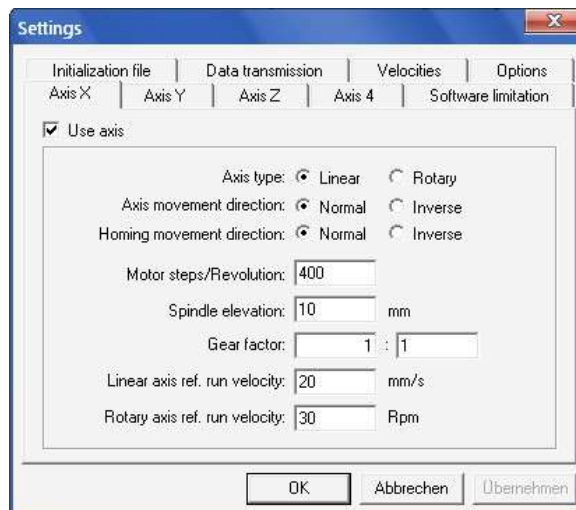 Settings
Initialization file Data transmission Velocities Options
Axis X Axis Y Axis Z Axis 4 Software limitation
Use axis
Axis type: Linear Rotary
Axis movement direction: Normal Inverse
Homing movement direction: Normal Inverse
Motor steps/Revolution: 400
Spindle elevation: 10 mm
Gear factor: 1 : 1
Linear axis ref. run velocity: 20 mm/s
Rotary axis ref. run velocity: 30 Rpm
OK Abbrechen Übernehmen